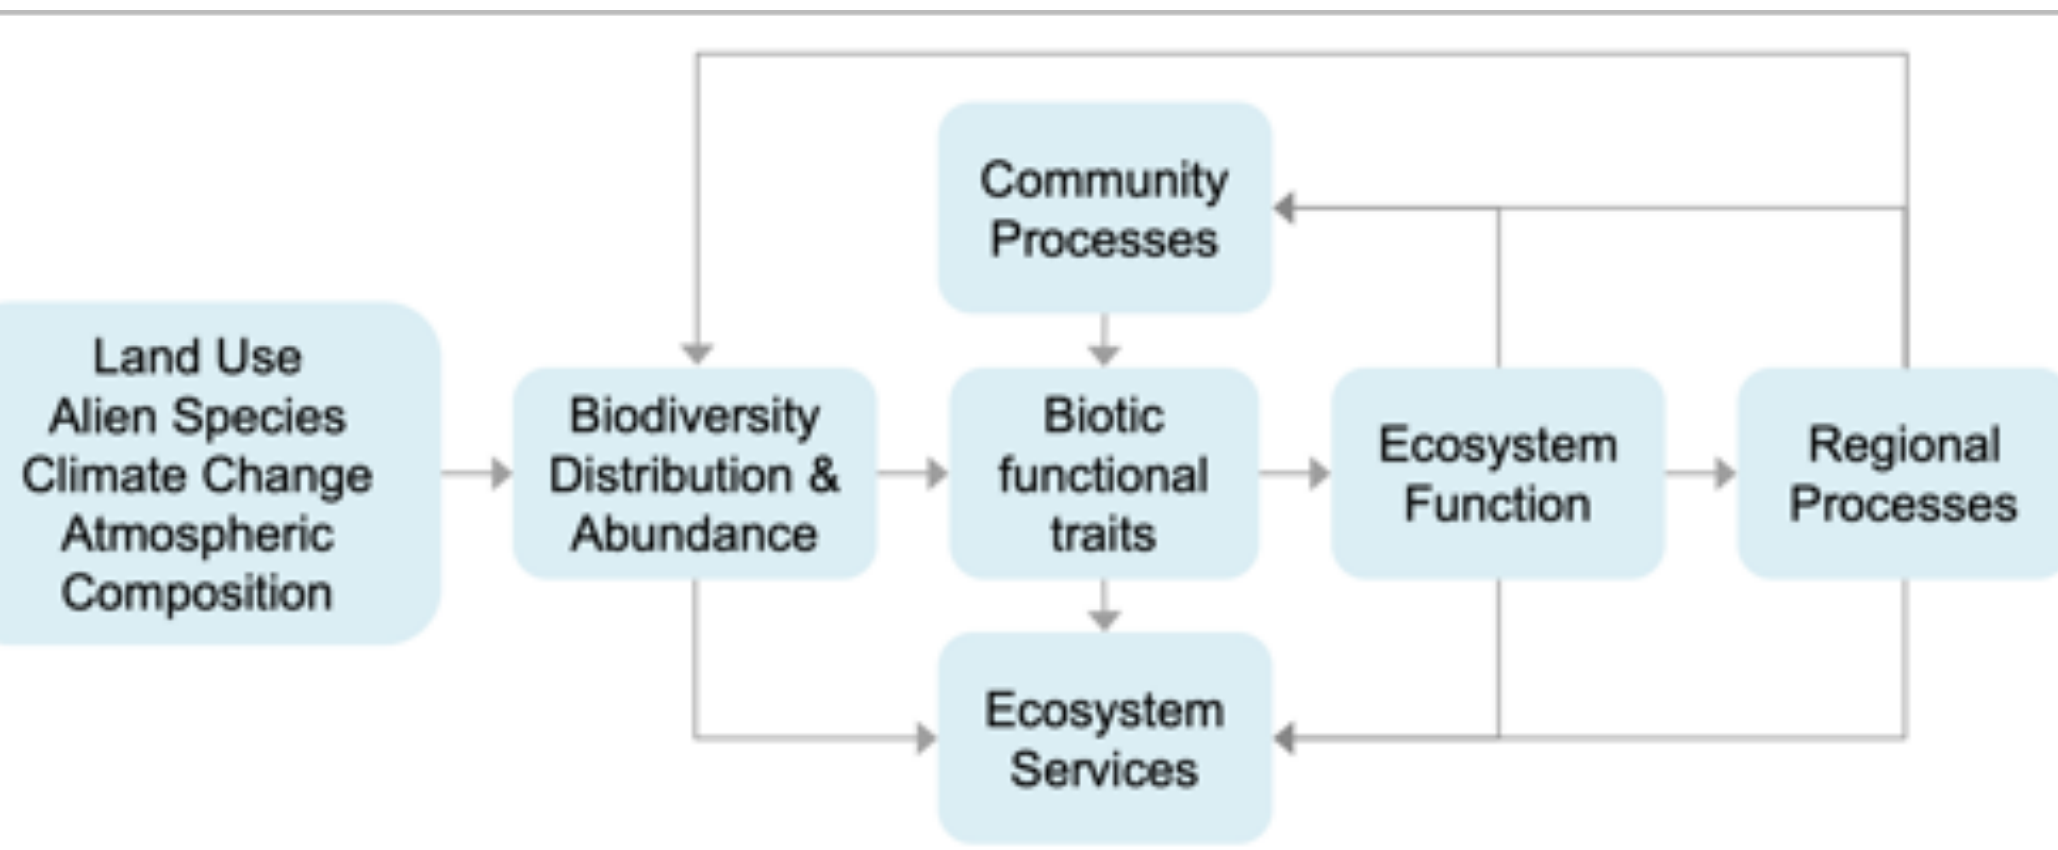 Community
Processes
Land Use
Alien Species
Climate Change
Atmospheric
Composition
Biodiversity
Distribution &
Abundance
Biotic
functional
traits
Ecosystem
Function
Regional
Processes
Ecosystem
Services